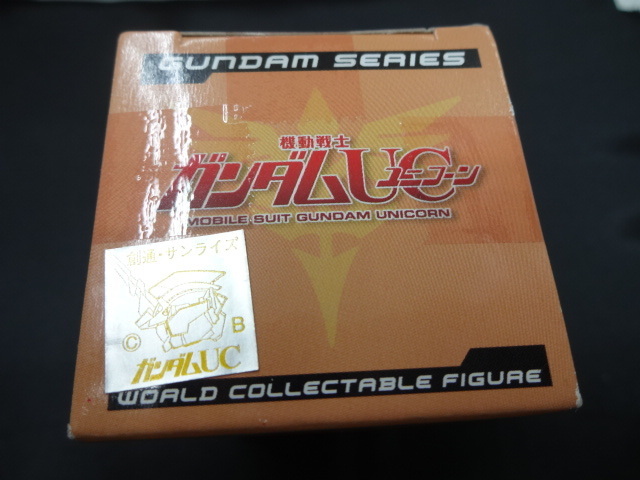 GUNDAM SERIES
機動戦士
ガンダムUC
ユニコーン
MOBILE SUIT GUNDAM UNICORN
創通・サンライズ
© B
ガンダムUC
WORLD COLLECTABLE FIGURE